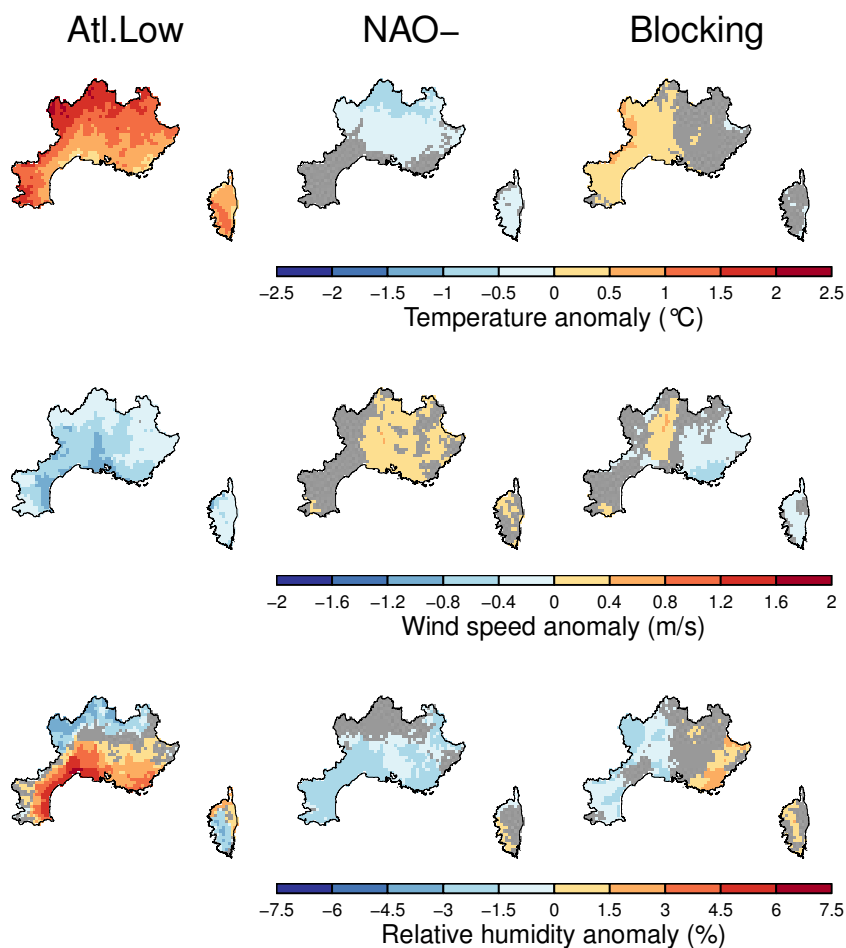 Atl.Low NAO− Blocking
−2.5 −2 −1.5 −1 −0.5 0 0.5 1 1.5 2 2.5
Temperature anomaly (°C)
−2 −1.6 −1.2 −0.8 −0.4 0 0.4 0.8 1.2 1.6 2
Wind speed anomaly (m/s)
−7.5 −6 −4.5 −3 −1.5 0 1.5 3 4.5 6 7.5
Relative humidity anomaly (%)